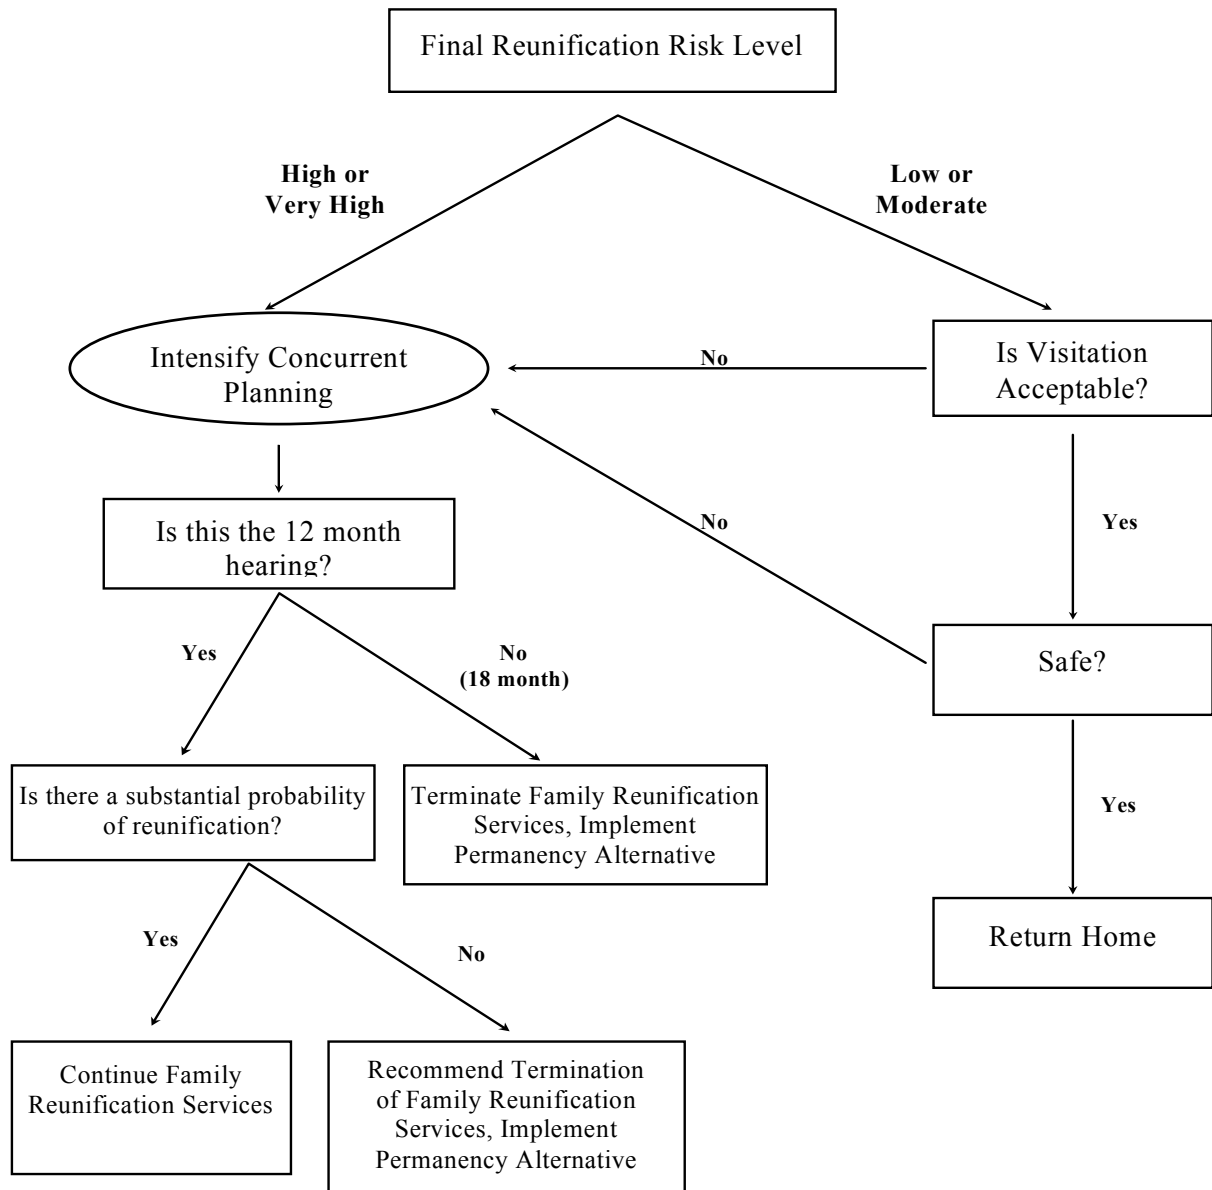 Final Reunification Risk Level
High or
Very High
Low or
Moderate
Intensify Concurrent
Planning
No
Is Visitation
Acceptable?
Is this the 12 month
hearing?
No
Yes
Yes
No
(18 month)
Safe?
Is there a substantial probability
of reunification?
Terminate Family Reunification
Services, Implement
Permanency Alternative
Yes
Yes
No
Return Home
Continue Family
Reunification Services
Recommend Termination
of Family Reunification
Services, Implement
Permanency Alternative